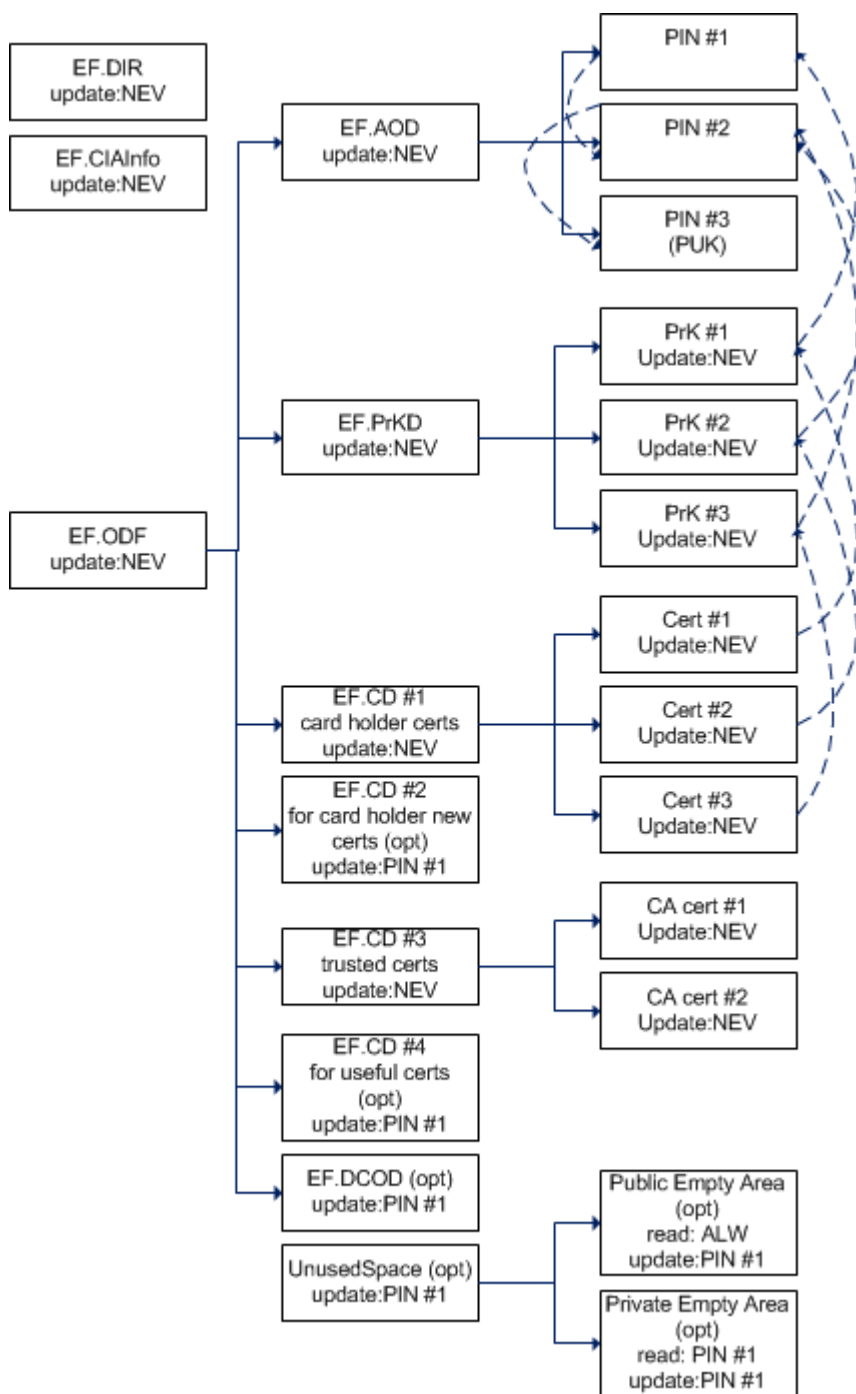 EF.DIR
update:NEV
EF.CIAInfo
update:NEV
EF.ODF
update:NEV
EF.AOD
update:NEV
EF.PrKD
update:NEV
EF.CD #1
card holder certs
update:NEV
EF.CD #2
for card holder new
certs (opt)
update:PIN #1
EF.CD #3
trusted certs
update:NEV
EF.CD #4
for useful certs
(opt)
update:PIN #1
EF.DCOD (opt)
update:PIN #1
UnusedSpace (opt)
update:PIN #1
PIN #1
PIN #2
PIN #3
(PUK)
PrK #1
Update:NEV
PrK #2
Update:NEV
PrK #3
Update:NEV
Cert #1
Update:NEV
Cert #2
Update:NEV
Cert #3
Update:NEV
CA cert #1
Update:NEV
CA cert #2
Update:NEV
Public Empty Area
(opt)
read: ALW
update:PIN #1
Private Empty Area
(opt)
read: PIN #1
update:PIN #1